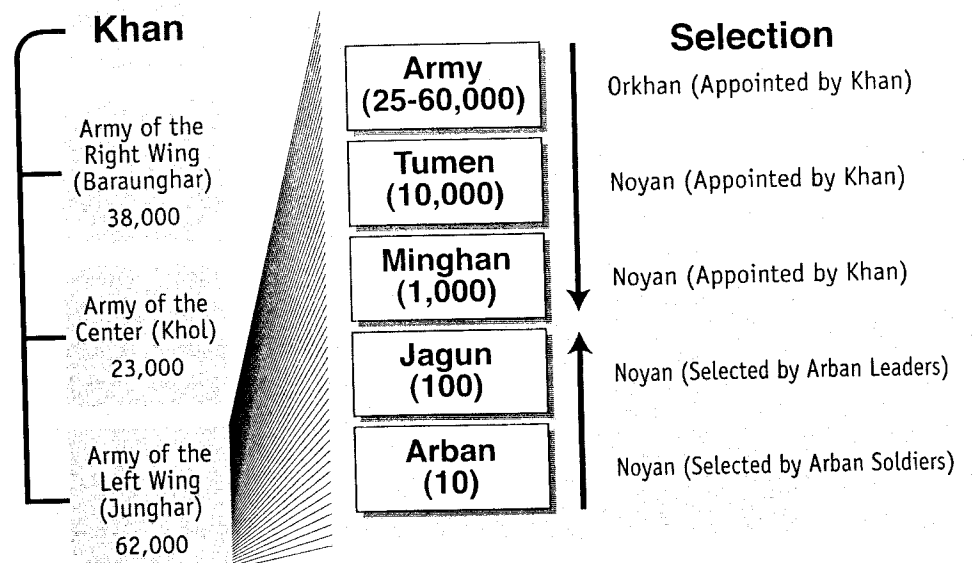 Khan
Army of the
Right Wing
(Baraunghar)
38,000
Army of the
Center (Khol)
23,000
Army of the
Left Wing
(Junghar)
62,000
Army
(25-60,000)
Tumen
(10,000)
Minghan
(1,000)
Jagun
(100)
Arban
(10)
Selection
Orkhan (Appointed by Khan)
Noyan (Appointed by Khan)
Noyan (Appointed by Khan)
Noyan (Selected by Arban Leaders)
Noyan (Selected by Arban Soldiers)